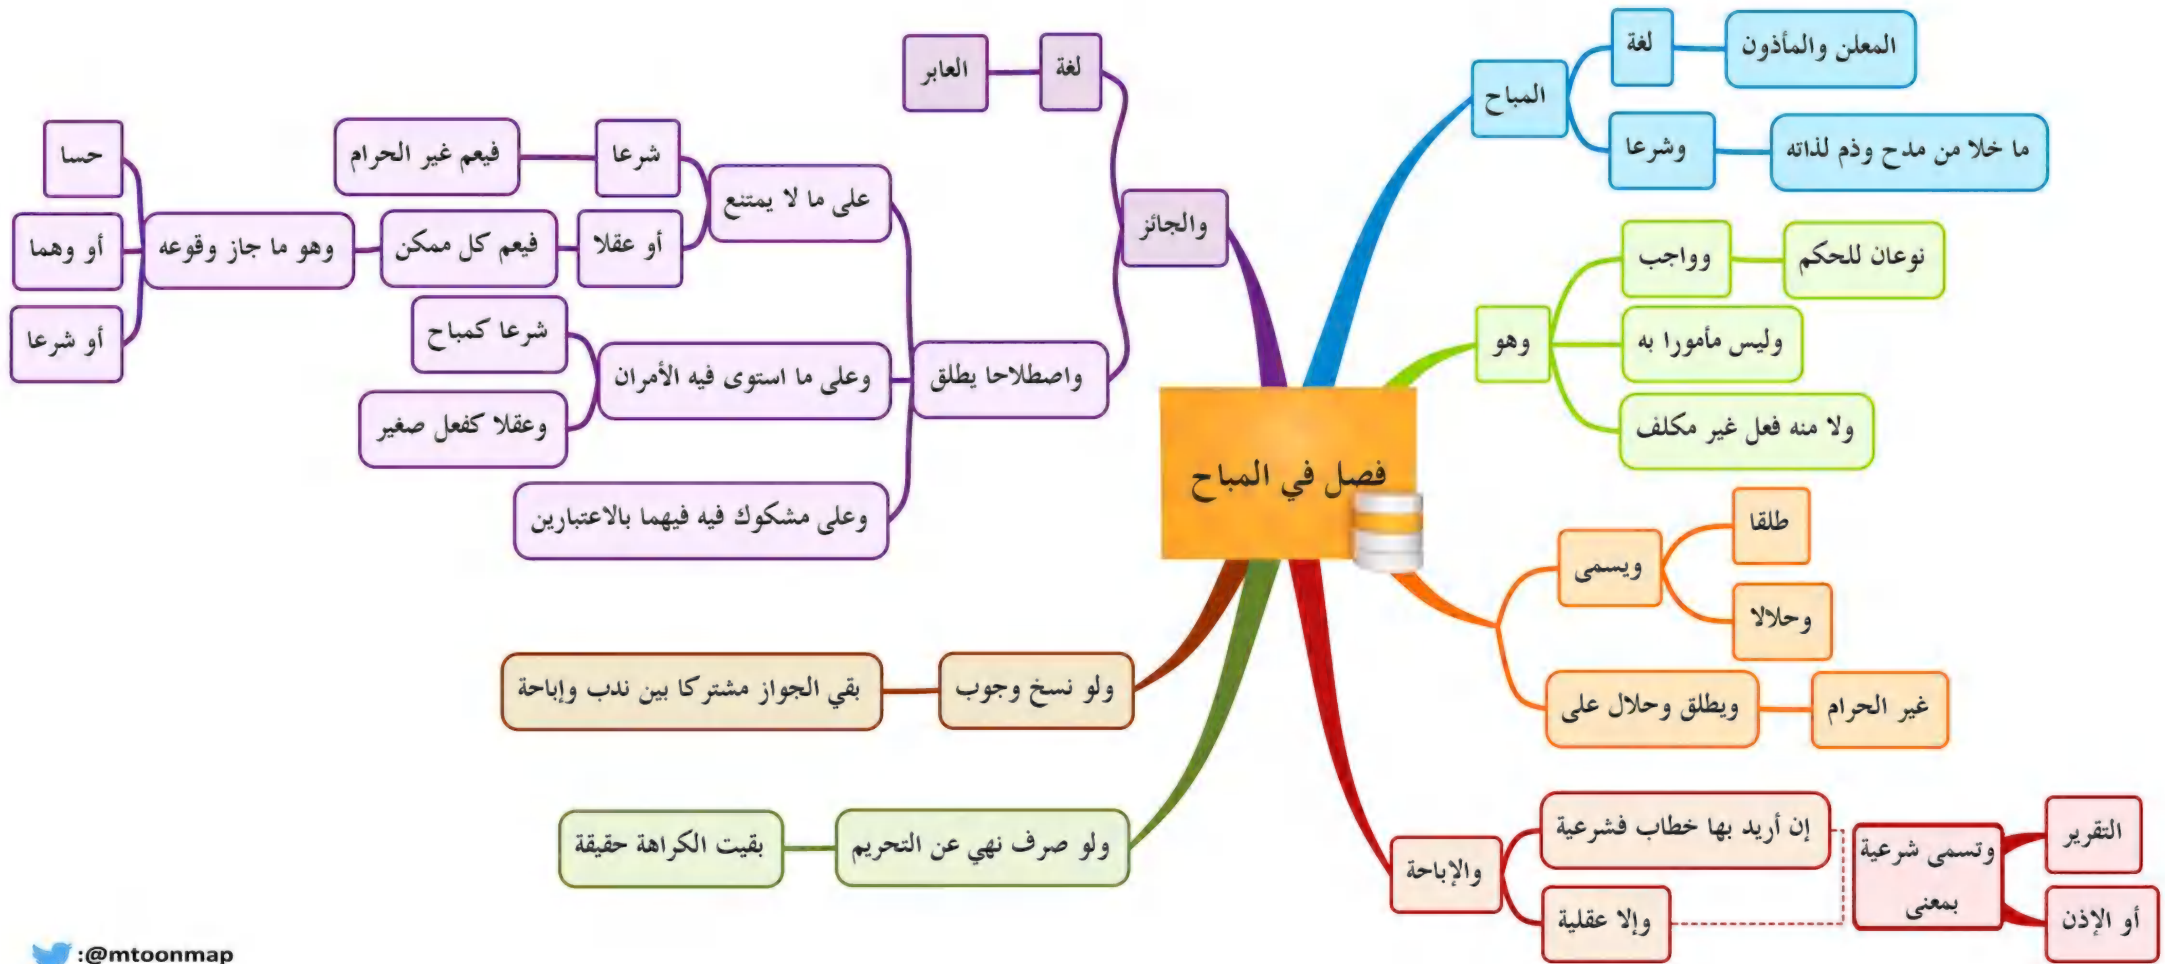 فصل في المباح
المباح
لغة
المعلن والمأذون
وشرعا
ما خلا من مدح وذم لذاته
وهو
وواجب
نوعان للحكم
وليس مأمورا به
ولا منه فعل غير مكلف
ويسمى
طلقا
وحلالا
ويطلق وحلال على
غير الحرام
والإباحة
إن أريد بها خطاب فشرعية
وإلا عقلية
وتسمى شرعية
بمعنى
التقرير
أو الإذن
والجائز
لغة
العابر
واصطلاحا يطلق
على ما لا يمتنع
شرعا
فيعم غير الحرام
أو عقلا
فيعم كل ممكن
وهو ما جاز وقوعه
حسا
أو وهما
أو شرعا
وعلى ما استوى فيه الأمران
شرعا كمباح
وعقلا كفعل صغير
وعلى مشكوك فيه فيهما بالاعتبارين
ولو نسخ وجوب
بقي الجواز مشتركا بين ندب وإباحة
ولو صرف نهي عن التحريم
بقيت الكراهة حقيقة
:@mtoonmap